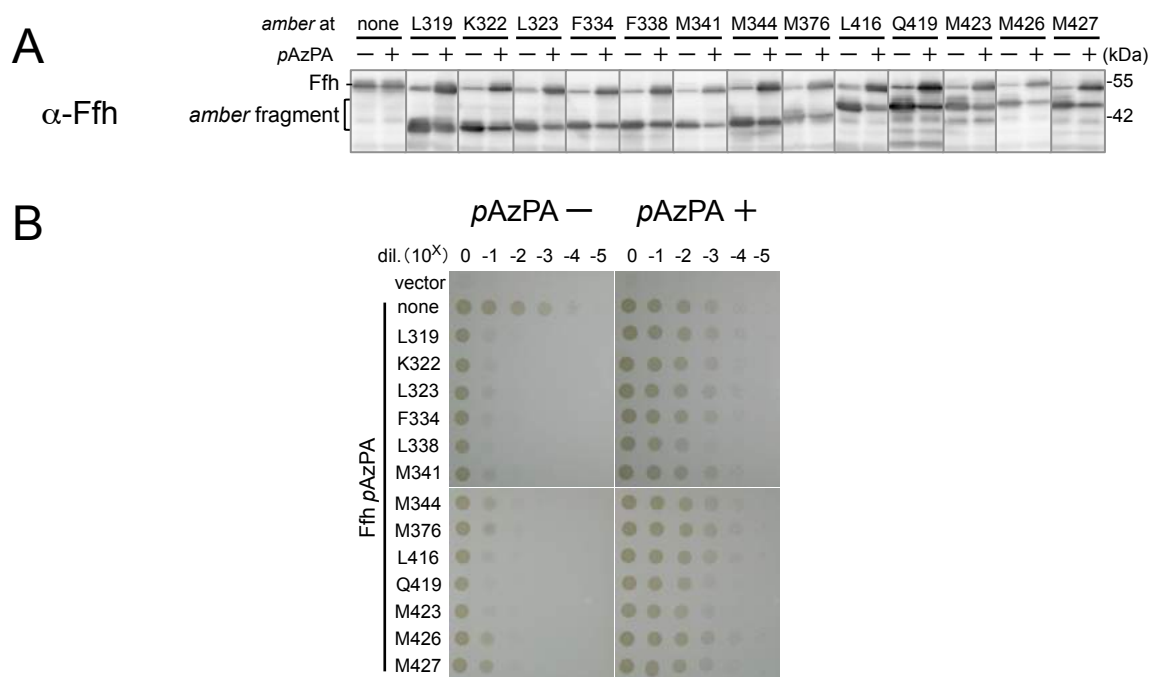 A
amber at none L319 K322 L323 F334 F338 M341 M344 M376 L416 Q419 M423 M426 M427
pAzPA − + − + − + − + − + − + − + − + − + − + − + − + − + − + (kDa)
Ffh -55
amber fragment -42
α-Ffh
B
pAzPA − pAzPA +
dil.(10^X) 0 -1 -2 -3 -4 -5 0 -1 -2 -3 -4 -5
vector
none
L319
K322
L323
F334
L338
M341
M344
M376
L416
Q419
M423
M426
M427
Ffh pAzPA